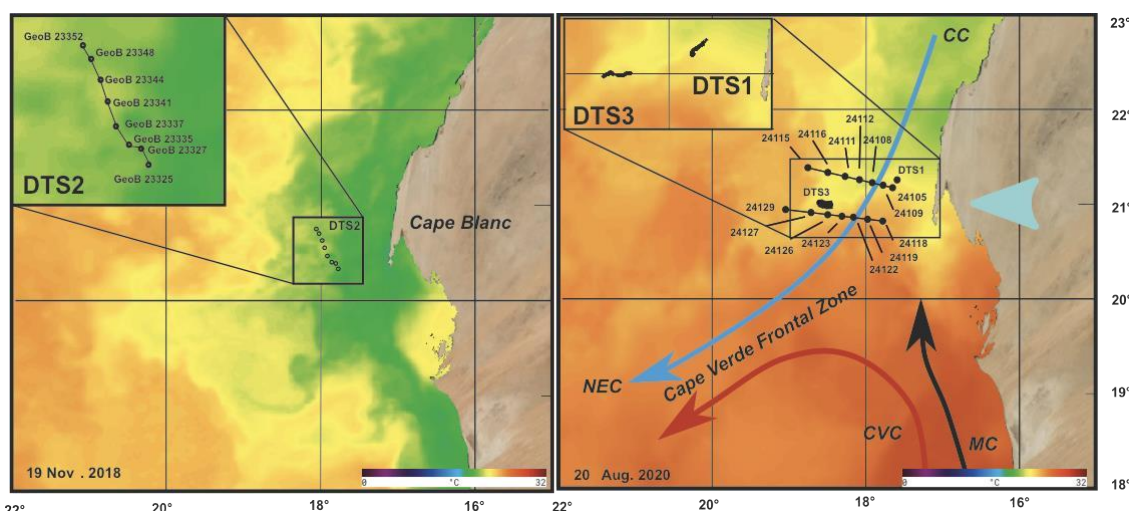 GeoB 23352
GeoB 23348
GeoB 23344
GeoB 23341
GeoB 23337
GeoB 23335
GeoB 23327
GeoB 23325
DTS2
DTS2
Cape Blanc
19 Nov . 2018
0 °C 32
22° 20° 18° 16°
DTS1
DTS3
CC
23°
22°
21°
20°
19°
18°
24112
24116
24111
24108
24115
DTS1
DTS3
24105
24109
24129
24127
24126
24123
24118
24119
24122
Cape Verde Frontal Zone
NEC
CVC
MC
20 Aug. 2020
0 °C 32
22° 20° 18° 16°